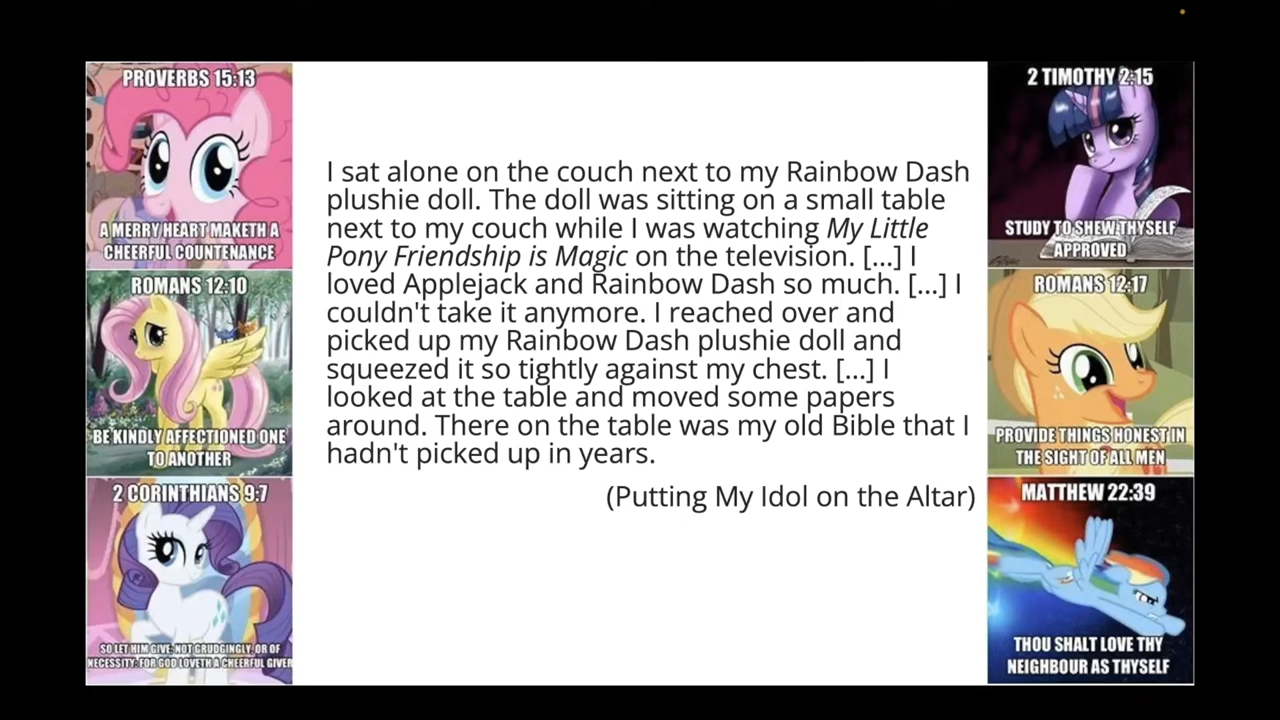 PROVERBS 15:13
A MERRY HEART MAKETH A
CHEERFUL COUNTENANCE
ROMANS 12:10
BE KINDLY AFFECTIONED ONE
TO ANOTHER
2 CORINTHIANS 9:7
SO LET HIM GIVE; NOT GRUDGINGLY, OR OF
NECESSITY: FOR GOD LOVETH A CHEERFUL GIVER
I sat alone on the couch next to my Rainbow Dash
plushie doll. The doll was sitting on a small table
next to my couch while I was watching My Little
Pony Friendship is Magic on the television. [...] I
loved Applejack and Rainbow Dash so much. [...] I
couldn't take it anymore. I reached over and
picked up my Rainbow Dash plushie doll and
squeezed it so tightly against my chest. [...] I
looked at the table and moved some papers
around. There on the table was my old Bible that I
hadn't picked up in years.
(Putting My Idol on the Altar)
2 TIMOTHY 2:15
STUDY TO SHEW THYSELF
APPROVED
ROMANS 12:17
PROVIDE THINGS HONEST IN
THE SIGHT OF ALL MEN
MATTHEW 22:39
THOU SHALT LOVE THY
NEIGHBOUR AS THYSELF